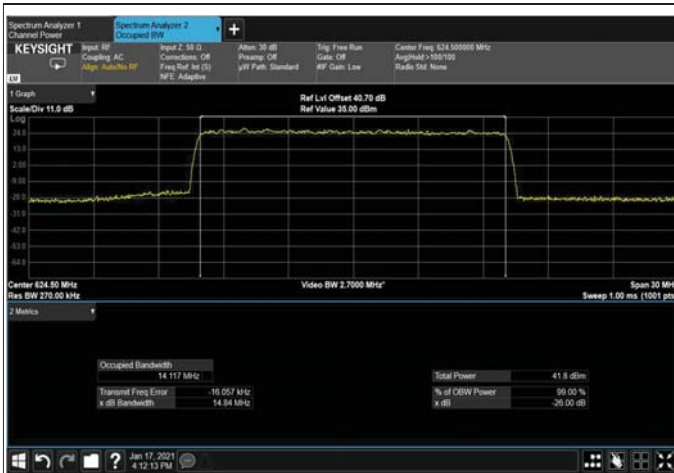 Spectrum Analyzer 1
Channel Power
Spectrum Analyzer 2
Occupied BW
KEYSIGHT
Input: RF
Coupling: AC
Align: Auto/No RF
Input Z: 50 Ω
Corrections: Off
Freq Ref: Int (S)
NFE: Adaptive
Atten: 30 dB
Preamp: Off
µW Path: Standard
Trig: Free Run
Gate: Off
#IF Gain: Low
Center Freq: 624.500000 MHz
Avg|Hold:>100/100
Radio Std: None
1 Graph
Scale/Div 11.0 dB
Ref Lvl Offset 40.70 dB
Ref Value 35.00 dBm
Log
24.0
13.0
2.00
-9.00
-20.0
-31.0
-42.0
-53.0
-64.0
Center 624.50 MHz
Res BW 270.00 kHz
Video BW 2.7000 MHz*
Span 30 MH
Sweep 1.00 ms (1001 pts
2 Metrics
Occupied Bandwidth
14.117 MHz
Transmit Freq Error -16.057 kHz
x dB Bandwidth 14.84 MHz
Total Power 41.8 dBm
% of OBW Power 99.00 %
x dB -26.00 dB
Jan 17, 2021
4:12:13 PM